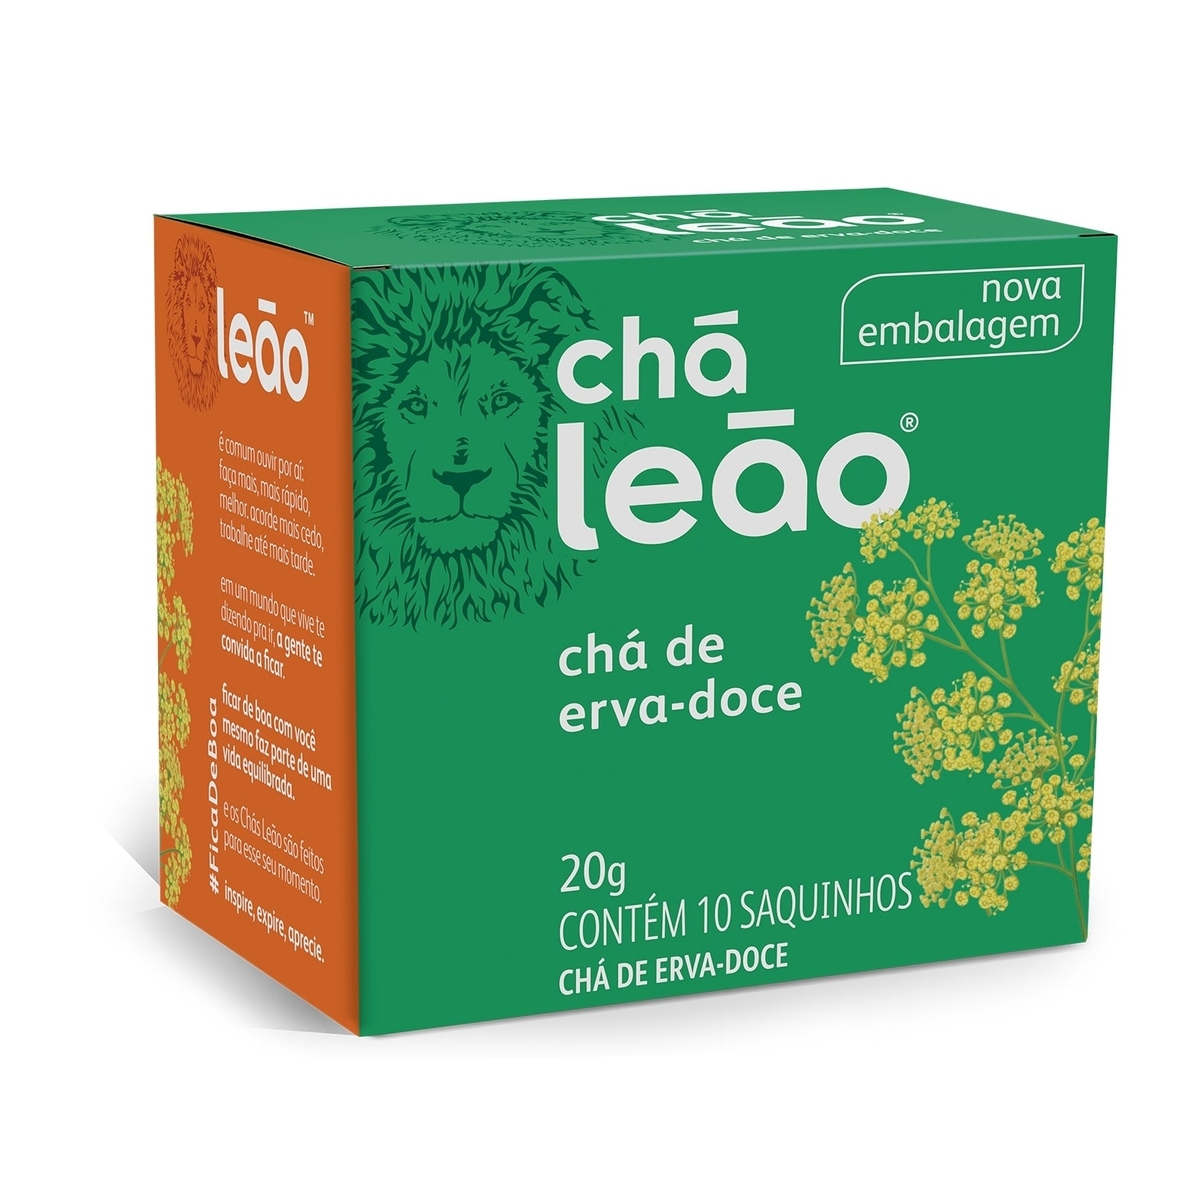 chá
leão®
chá de erva-doce
nova
embalagem
chá
leão®
chá de
erva-doce
20g
CONTÉM 10 SAQUINHOS
CHÁ DE ERVA-DOCE
leão™
é comum ouvir por aí:
faça mais, mais rápido,
melhor. acorde mais cedo,
trabalhe até mais tarde.
em um mundo que vive te
dizendo pra ir, a gente te
convida a ficar.
ficar de boa com você
mesmo faz parte de uma
vida equilibrada.
e os Chás Leão são feitos
para esse seu momento.
inspire, expire, aprecie.
#FicaDeBoa